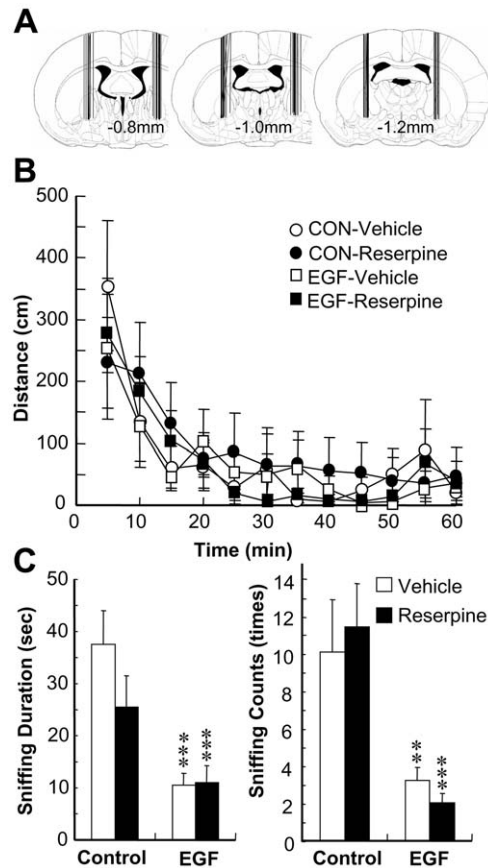 A
-0.8mm
-1.0mm
-1.2mm
B
500
400
300
200
100
0
Distance (cm)
CON-Vehicle
CON-Reserpine
EGF-Vehicle
EGF-Reserpine
0 10 20 30 40 50 60
Time (min)
C
50
40
30
20
10
0
Sniffing Duration (sec)
***
***
Control EGF
14
12
10
8
6
4
2
0
Sniffing Counts (times)
Vehicle
Reserpine
**
***
Control EGF